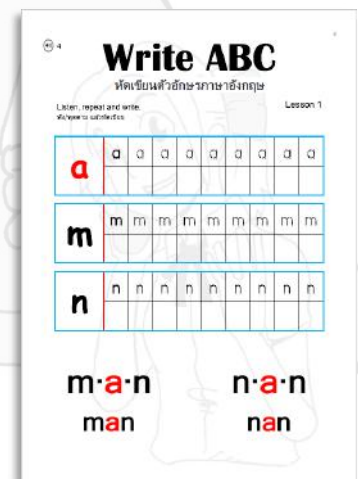 4
Write ABC
หัดเขียนตัวอักษรภาษาอังกฤษ
Listen, repeat and write.
Lesson 1
a a a a a a a a a a
m m m m m m m m m m
n n n n n n n n n n
m·a·n n·a·n
man nan